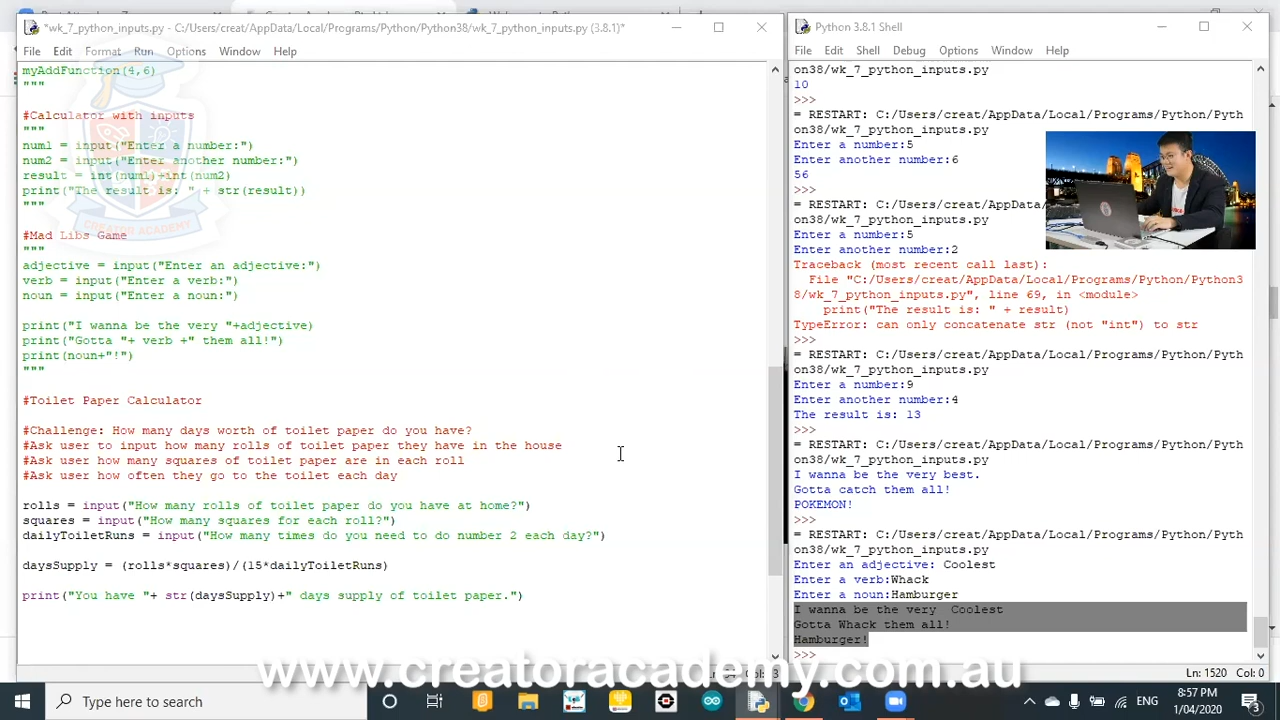 *wk_7_python_inputs.py - C:/Users/creat/AppData/Local/Programs/Python/Python38/wk_7_python_inputs.py (3.8.1)*
File Edit Format Run Options Window Help
myAddFunction(4,6)
"""
#Calculator with inputs
"""
num1 = input("Enter a number:")
num2 = input("Enter another number:")
result = int(num1)+int(num2)
print("The result is: " + str(result))
"""
#Mad Libs Game
"""
adjective = input("Enter an adjective:")
verb = input("Enter a verb:")
noun = input("Enter a noun:")
print("I wanna be the very "+adjective)
print("Gotta "+ verb +" them all!")
print(noun+"!")
"""
#Toilet Paper Calculator
#Challenge: How many days worth of toilet paper do you have?
#Ask user to input how many rolls of toilet paper they have in the house
#Ask user how many squares of toilet paper are in each roll
#Ask user how often they go to the toilet each day
rolls = input("How many rolls of toilet paper do you have at home?")
squares = input("How many squares for each roll?")
dailyToiletRuns = input("How many times do you need to do number 2 each day?")
daysSupply = (rolls*squares)/(15*dailyToiletRuns)
print("You have "+ str(daysSupply)+" days supply of toilet paper.")
CREATOR ACADEMY
Python 3.8.1 Shell
File Edit Shell Debug Options Window Help
on38/wk_7_python_inputs.py
10
>>>
= RESTART: C:/Users/creat/AppData/Local/Programs/Python/Pyth
on38/wk_7_python_inputs.py
Enter a number:5
Enter another number:6
56
>>>
= RESTART: C:/Users/creat/AppData/
on38/wk_7_python_inputs.py
Enter a number:5
Enter another number:2
Traceback (most recent call last):
File "C:/Users/creat/AppData/Local/Programs/Python/Python3
8/wk_7_python_inputs.py", line 69, in <module>
print("The result is: " + result)
TypeError: can only concatenate str (not "int") to str
>>>
= RESTART: C:/Users/creat/AppData/Local/Programs/Python/Pyth
on38/wk_7_python_inputs.py
Enter a number:9
Enter another number:4
The result is: 13
>>>
= RESTART: C:/Users/creat/AppData/Local/Programs/Python/Pyth
on38/wk_7_python_inputs.py
I wanna be the very best.
Gotta catch them all!
POKEMON!
>>>
= RESTART: C:/Users/creat/AppData/Local/Programs/Python/Pyth
on38/wk_7_python_inputs.py
Enter an adjective: Coolest
Enter a verb:Whack
Enter a noun:Hamburger
I wanna be the very  Coolest
Gotta Whack them all!
Hamburger!
>>>
Ln: 1520 Col: 0
www.creatoracademy.com.au
Type here to search
ENG
8:57 PM
1/04/2020
3